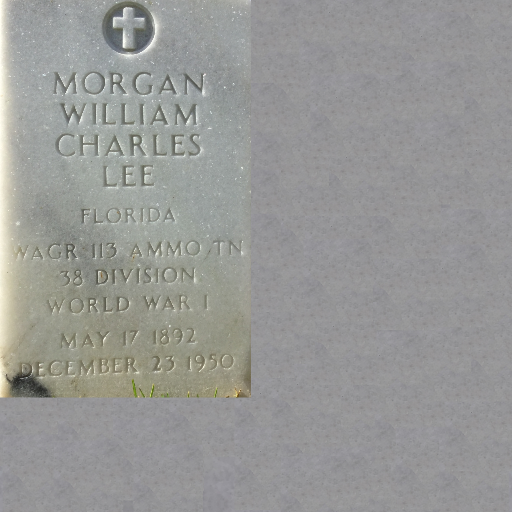 MORGAN
WILLIAM
CHARLES
LEE
FLORIDA
WAGR 113 AMMO TN
38 DIVISION
WORLD WAR I
MAY 17 1892
DECEMBER 23 1950